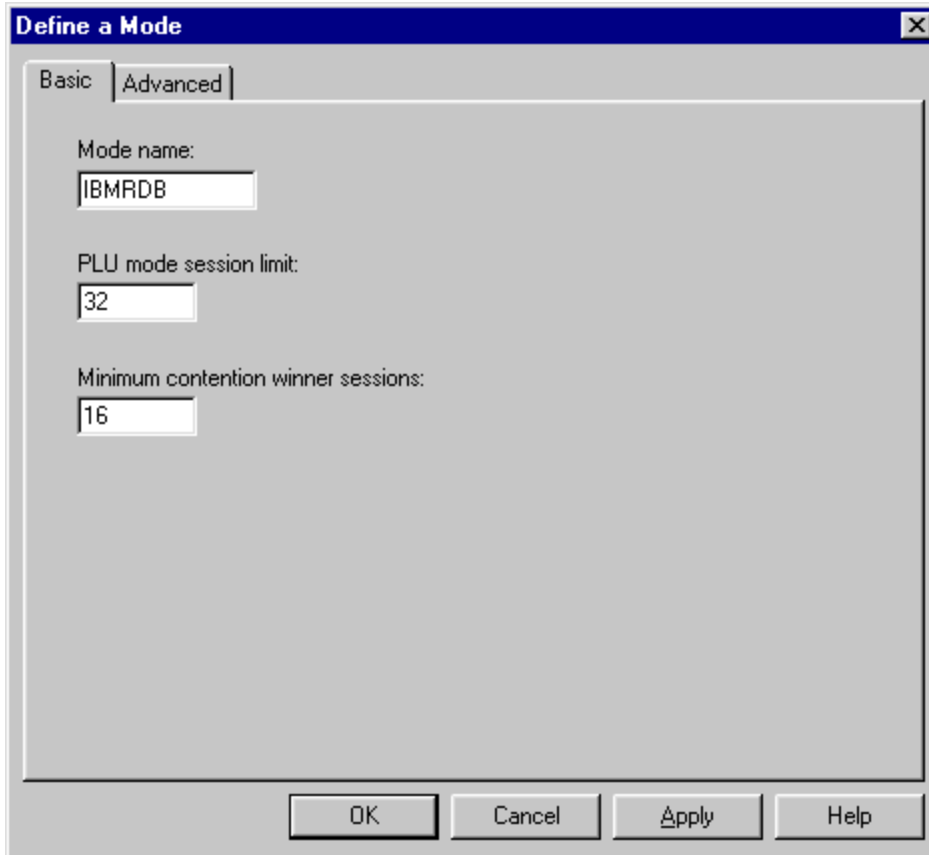 Define a Mode
Basic
Advanced
Mode name:
IBMRDB
PLU mode session limit:
32
Minimum contention winner sessions:
16
OK
Cancel
Apply
Help